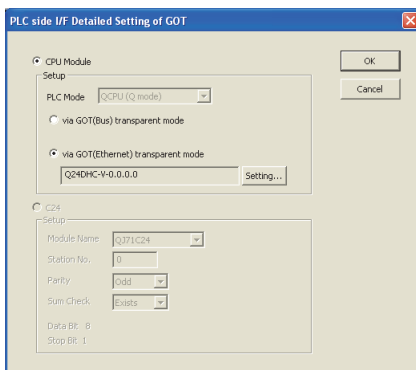 PLC side I/F Detailed Setting of GOT
CPU Module
OK
Setup
Cancel
PLC Mode QCPU (Q mode)
via GOT(Bus) transparent mode
via GOT(Ethernet) transparent mode
Q24DHC-V-0.0.0.0 Setting...
C24
Setup
Module Name QJ71C24
Station No. 0
Parity Odd
Sum Check Exists
Data Bit 8
Stop Bit 1